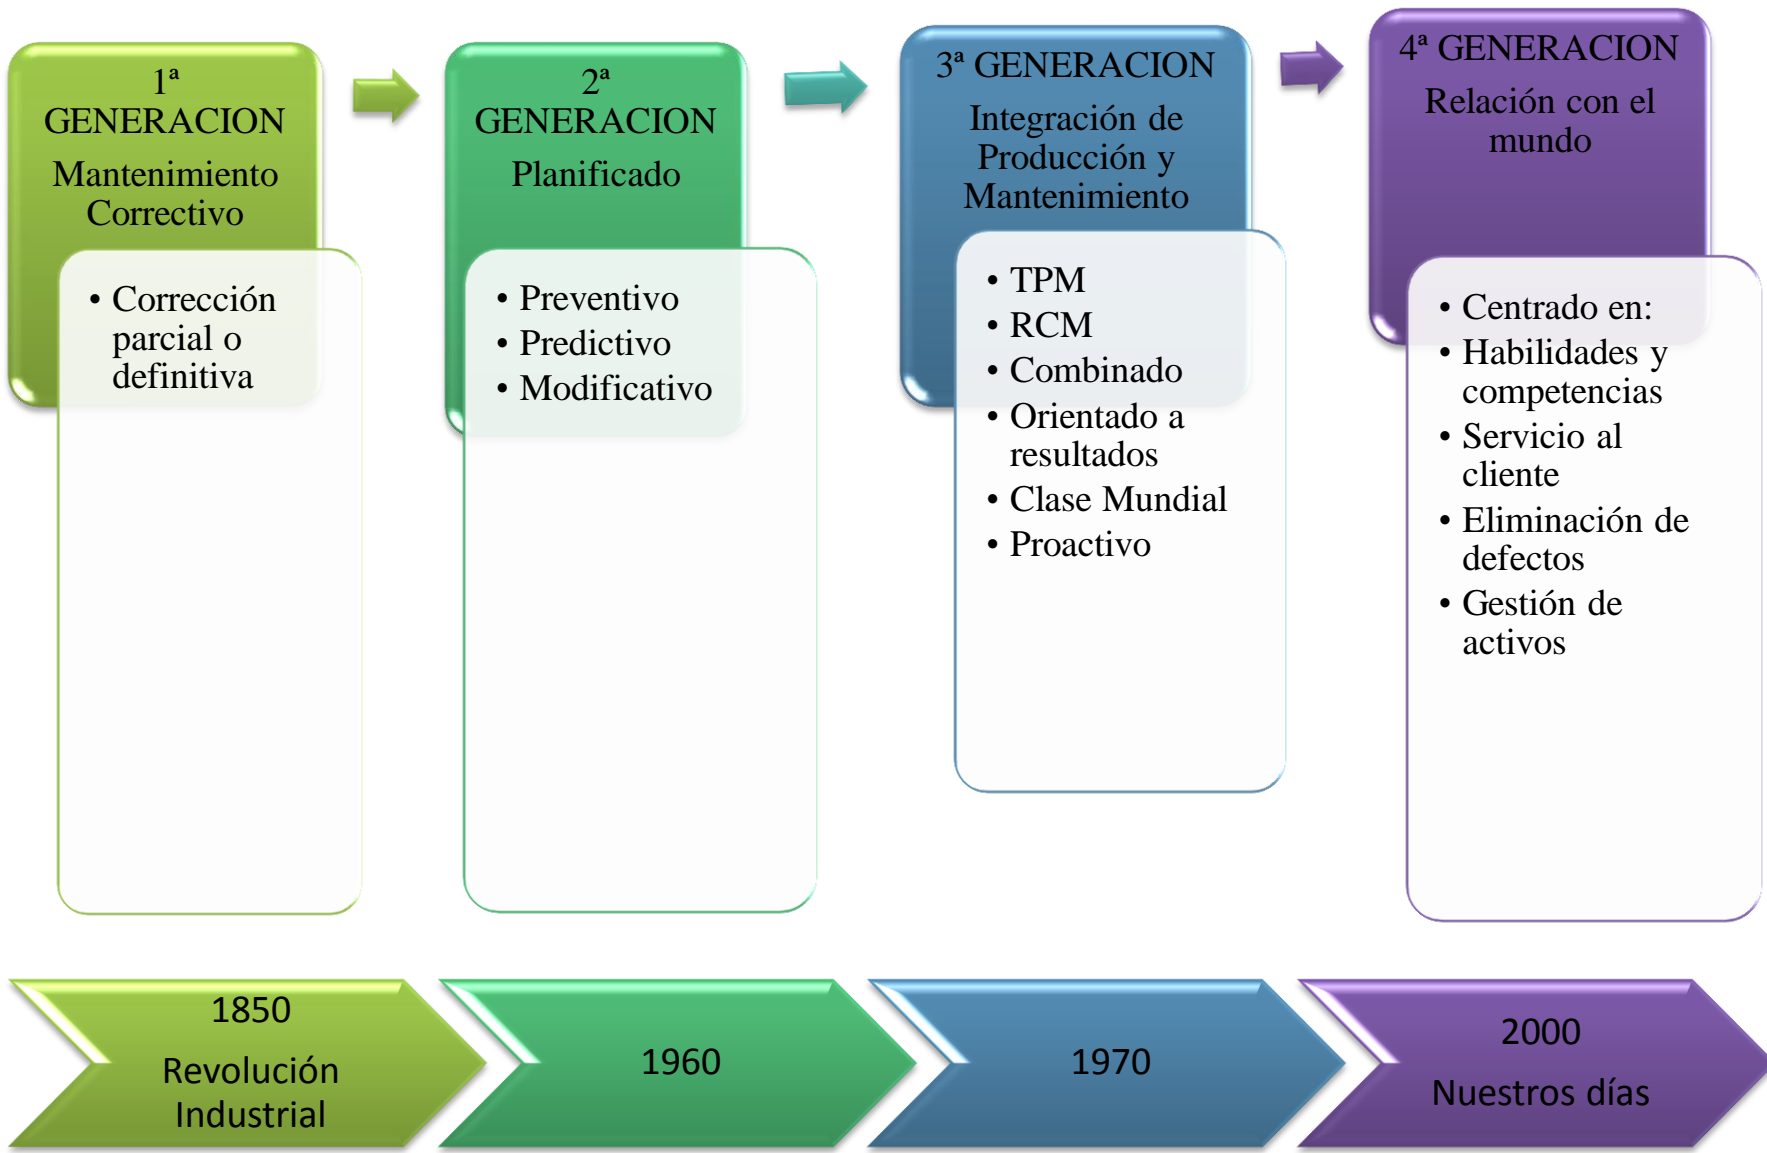 1ª
GENERACION
Mantenimiento
Correctivo
• Corrección
parcial o
definitiva
2ª
GENERACION
Planificado
• Preventivo
• Predictivo
• Modificativo
3ª GENERACION
Integración de
Producción y
Mantenimiento
• TPM
• RCM
• Combinado
• Orientado a
resultados
• Clase Mundial
• Proactivo
4ª GENERACION
Relación con el
mundo
• Centrado en:
• Habilidades y
competencias
• Servicio al
cliente
• Eliminación de
defectos
• Gestión de
activos
1850
Revolución
Industrial
1960
1970
2000
Nuestros días